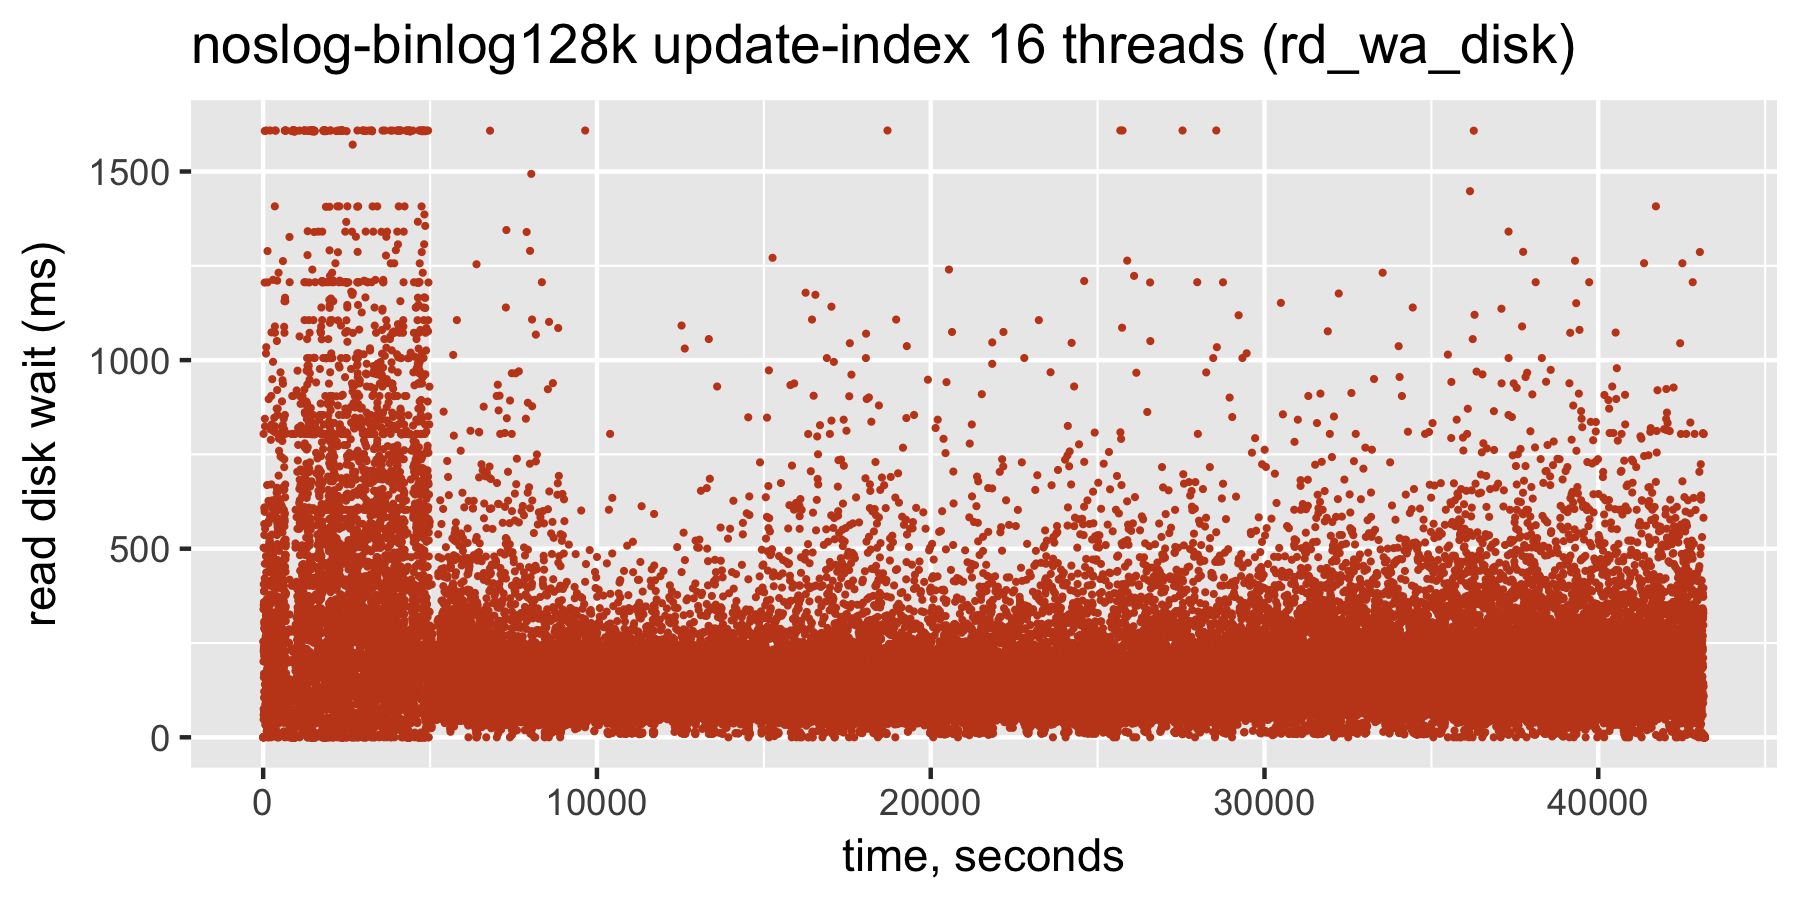 noslog-binlog128k update-index 16 threads (rd_wa_disk)
read disk wait (ms)
1500
1000
500
0
0 10000 20000 30000 40000
time, seconds